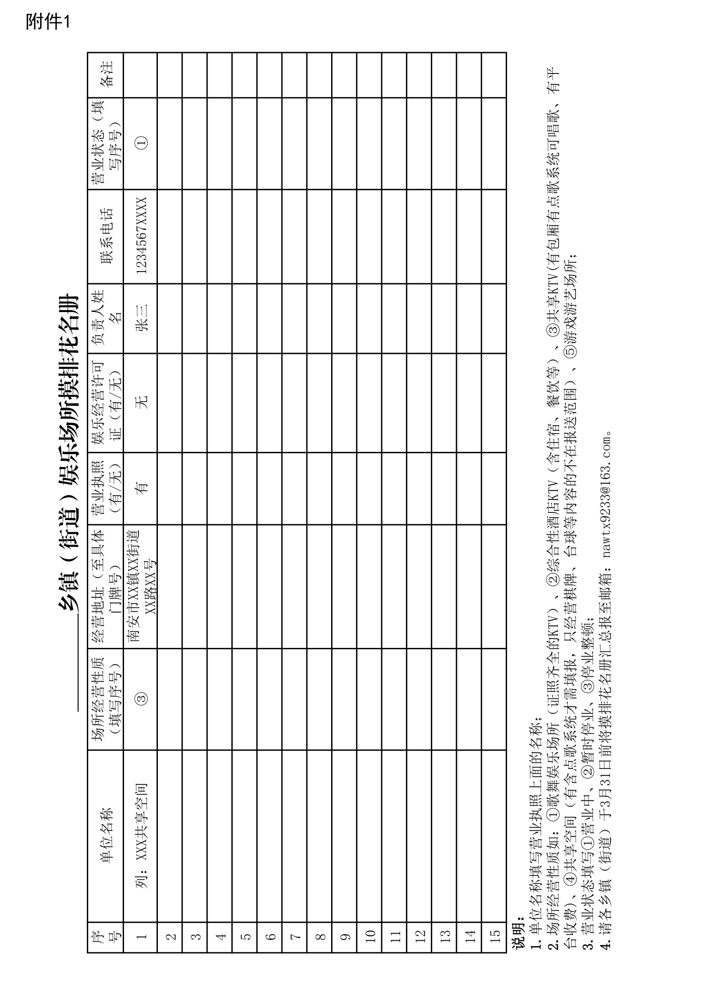 附件1
乡镇（街道）娱乐场所摸排花名册
序号 单位名称 场所经营性质（填写序号） 经营地址（至具体门牌号） 营业执照（有/无） 娱乐经营许可证（有/无） 负责人姓名 联系电话 营业状态（填写序号） 备注
1 列：XXX共享空间 ③ 南安市XX镇XX街道XX路XX号 有 无 张三 1234567XXXX ①
2
3
4
5
6
7
8
9
10
11
12
13
14
15
说明：
1.单位名称填写营业执照上面的名称；
2.场所经营性质如：①歌舞娱乐场所（证照齐全的KTV）、②综合性酒店KTV（含住宿、餐饮等）、③共享KTV(有包厢有点歌系统可唱歌、有平
台收费)、④共享空间（有含点歌系统才需填报，只经营棋牌、台球等内容的不在报送范围）、⑤游戏游艺场所；
3.营业状态填写①营业中、②暂时停业、③停业整顿；
4.请各乡镇（街道）于3月31日前将摸排花名册汇总报至邮�：nawtx9233@163.com。